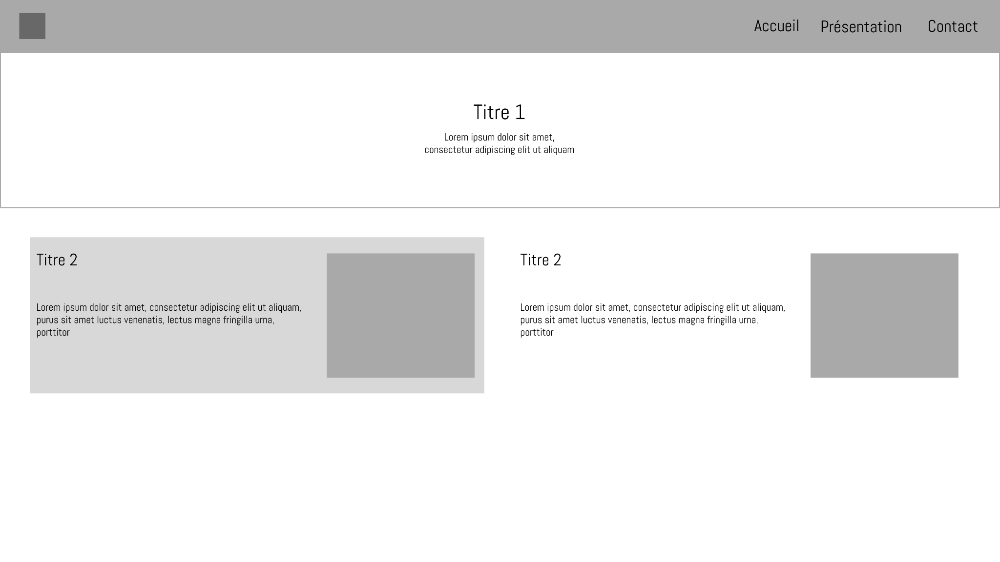 Accueil
Présentation
Contact
Titre 1
Lorem ipsum dolor sit amet,
consectetur adipiscing elit ut aliquam
Titre 2
Lorem ipsum dolor sit amet, consectetur adipiscing elit ut aliquam,
purus sit amet luctus venenatis, lectus magna fringilla urna,
porttitor
Titre 2
Lorem ipsum dolor sit amet, consectetur adipiscing elit ut aliquam,
purus sit amet luctus venenatis, lectus magna fringilla urna,
porttitor